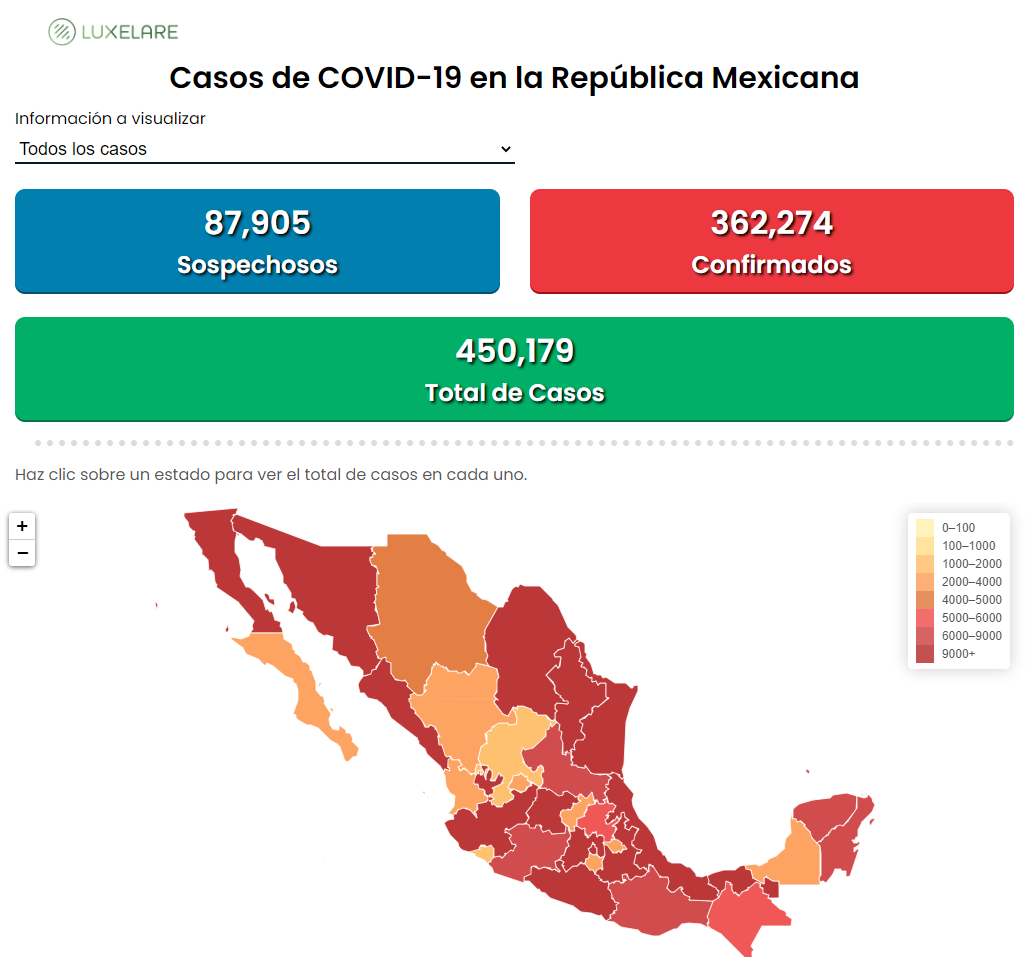 LUXELARE
Casos de COVID-19 en la República Mexicana
Información a visualizar
Todos los casos
87,905
Sospechosos
362,274
Confirmados
450,179
Total de Casos
Haz clic sobre un estado para ver el total de casos en cada uno.
+
−
0–100
100–1000
1000–2000
2000–4000
4000–5000
5000–6000
6000–9000
9000+